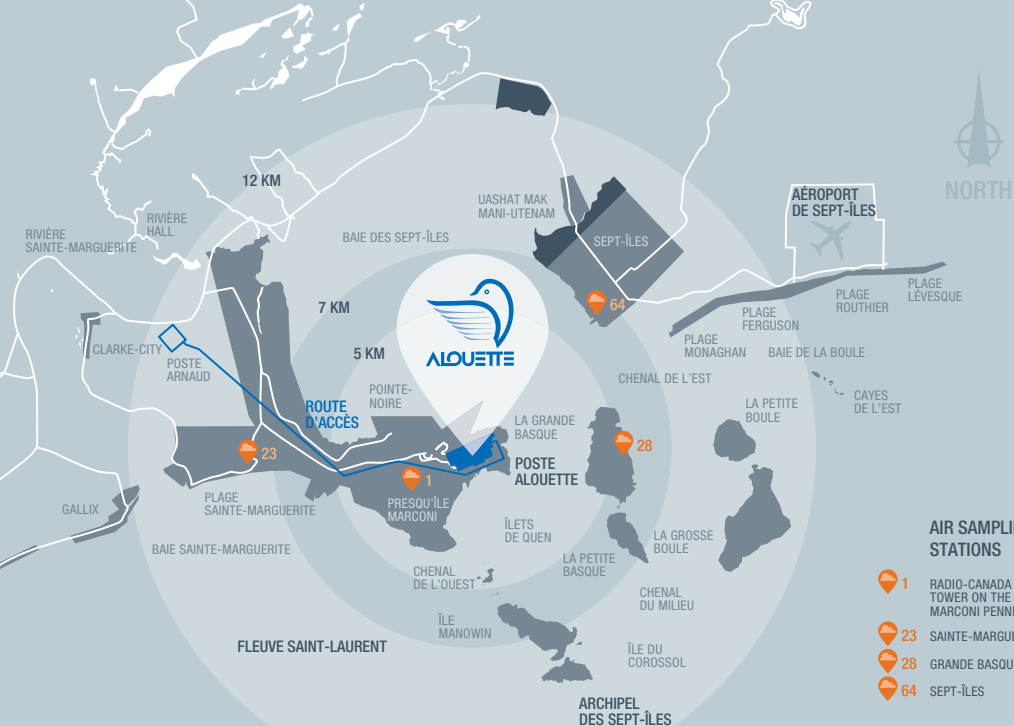 12 KM
RIVIÈRE
HALL
RIVIÈRE
SAINTE-MARGUERITE
BAIE DES SEPT-ÎLES
UASHAT MAK
MANI-UTENAM
SEPT-ÎLES
AÉROPORT
DE SEPT-ÎLES
NORTH
7 KM
5 KM
ALOUETTE
64
PLAGE
LÉVESQUE
PLAGE
ROUTHIER
PLAGE
FERGUSON
PLAGE
MONAGHAN
BAIE DE LA BOULE
CLARKE-CITY
POSTE
ARNAUD
POINTE-
NOIRE
CHENAL DE L'EST
CAYES
DE L'EST
LA PETITE
BOULE
ROUTE
D'ACCÈS
LA GRANDE
BASQUE
28
23
POSTE
ALOUETTE
1
PRESQU'ÎLE
MARCONI
PLAGE
SAINTE-MARGUERITE
GALLIX
ÎLETS
DE QUEN
LA GROSSE
BOULE
BAIE SAINTE-MARGUERITE
LA PETITE
BASQUE
CHENAL
DE L'OUEST
CHENAL
DU MILIEU
ÎLE
MANOWIN
FLEUVE SAINT-LAURENT
ÎLE DU
COROSSOL
ARCHIPEL
DES SEPT-ÎLES
AIR SAMPLI
STATIONS
1 RADIO-CANADA
TOWER ON THE
MARCONI PENN
23 SAINTE-MARGUE
28 GRANDE BASQU
64 SEPT-ÎLES